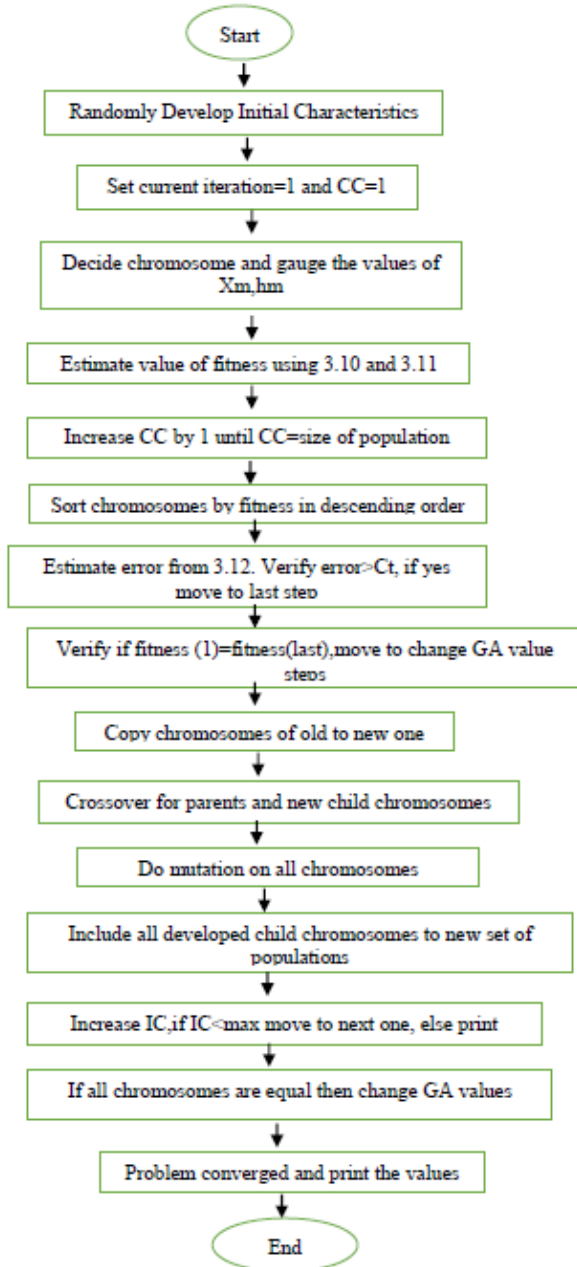 Start
Randomly Develop Initial Characteristics
Set current iteration=1 and CC=1
Decide chromosome and gauge the values of
Xm,hm
Estimate value of fitness using 3.10 and 3.11
Increase CC by 1 until CC=size of population
Sort chromosomes by fitness in descending order
Estimate error from 3.12. Verify error>Ct, if yes
move to last step
Verify if fitness (1)=fitness(last),move to change GA value
steps
Copy chromosomes of old to new one
Crossover for parents and new child chromosomes
Do mutation on all chromosomes
Include all developed child chromosomes to new set of
populations
Increase IC,if IC<max move to next one, else print
If all chromosomes are equal then change GA values
Problem converged and print the values
End